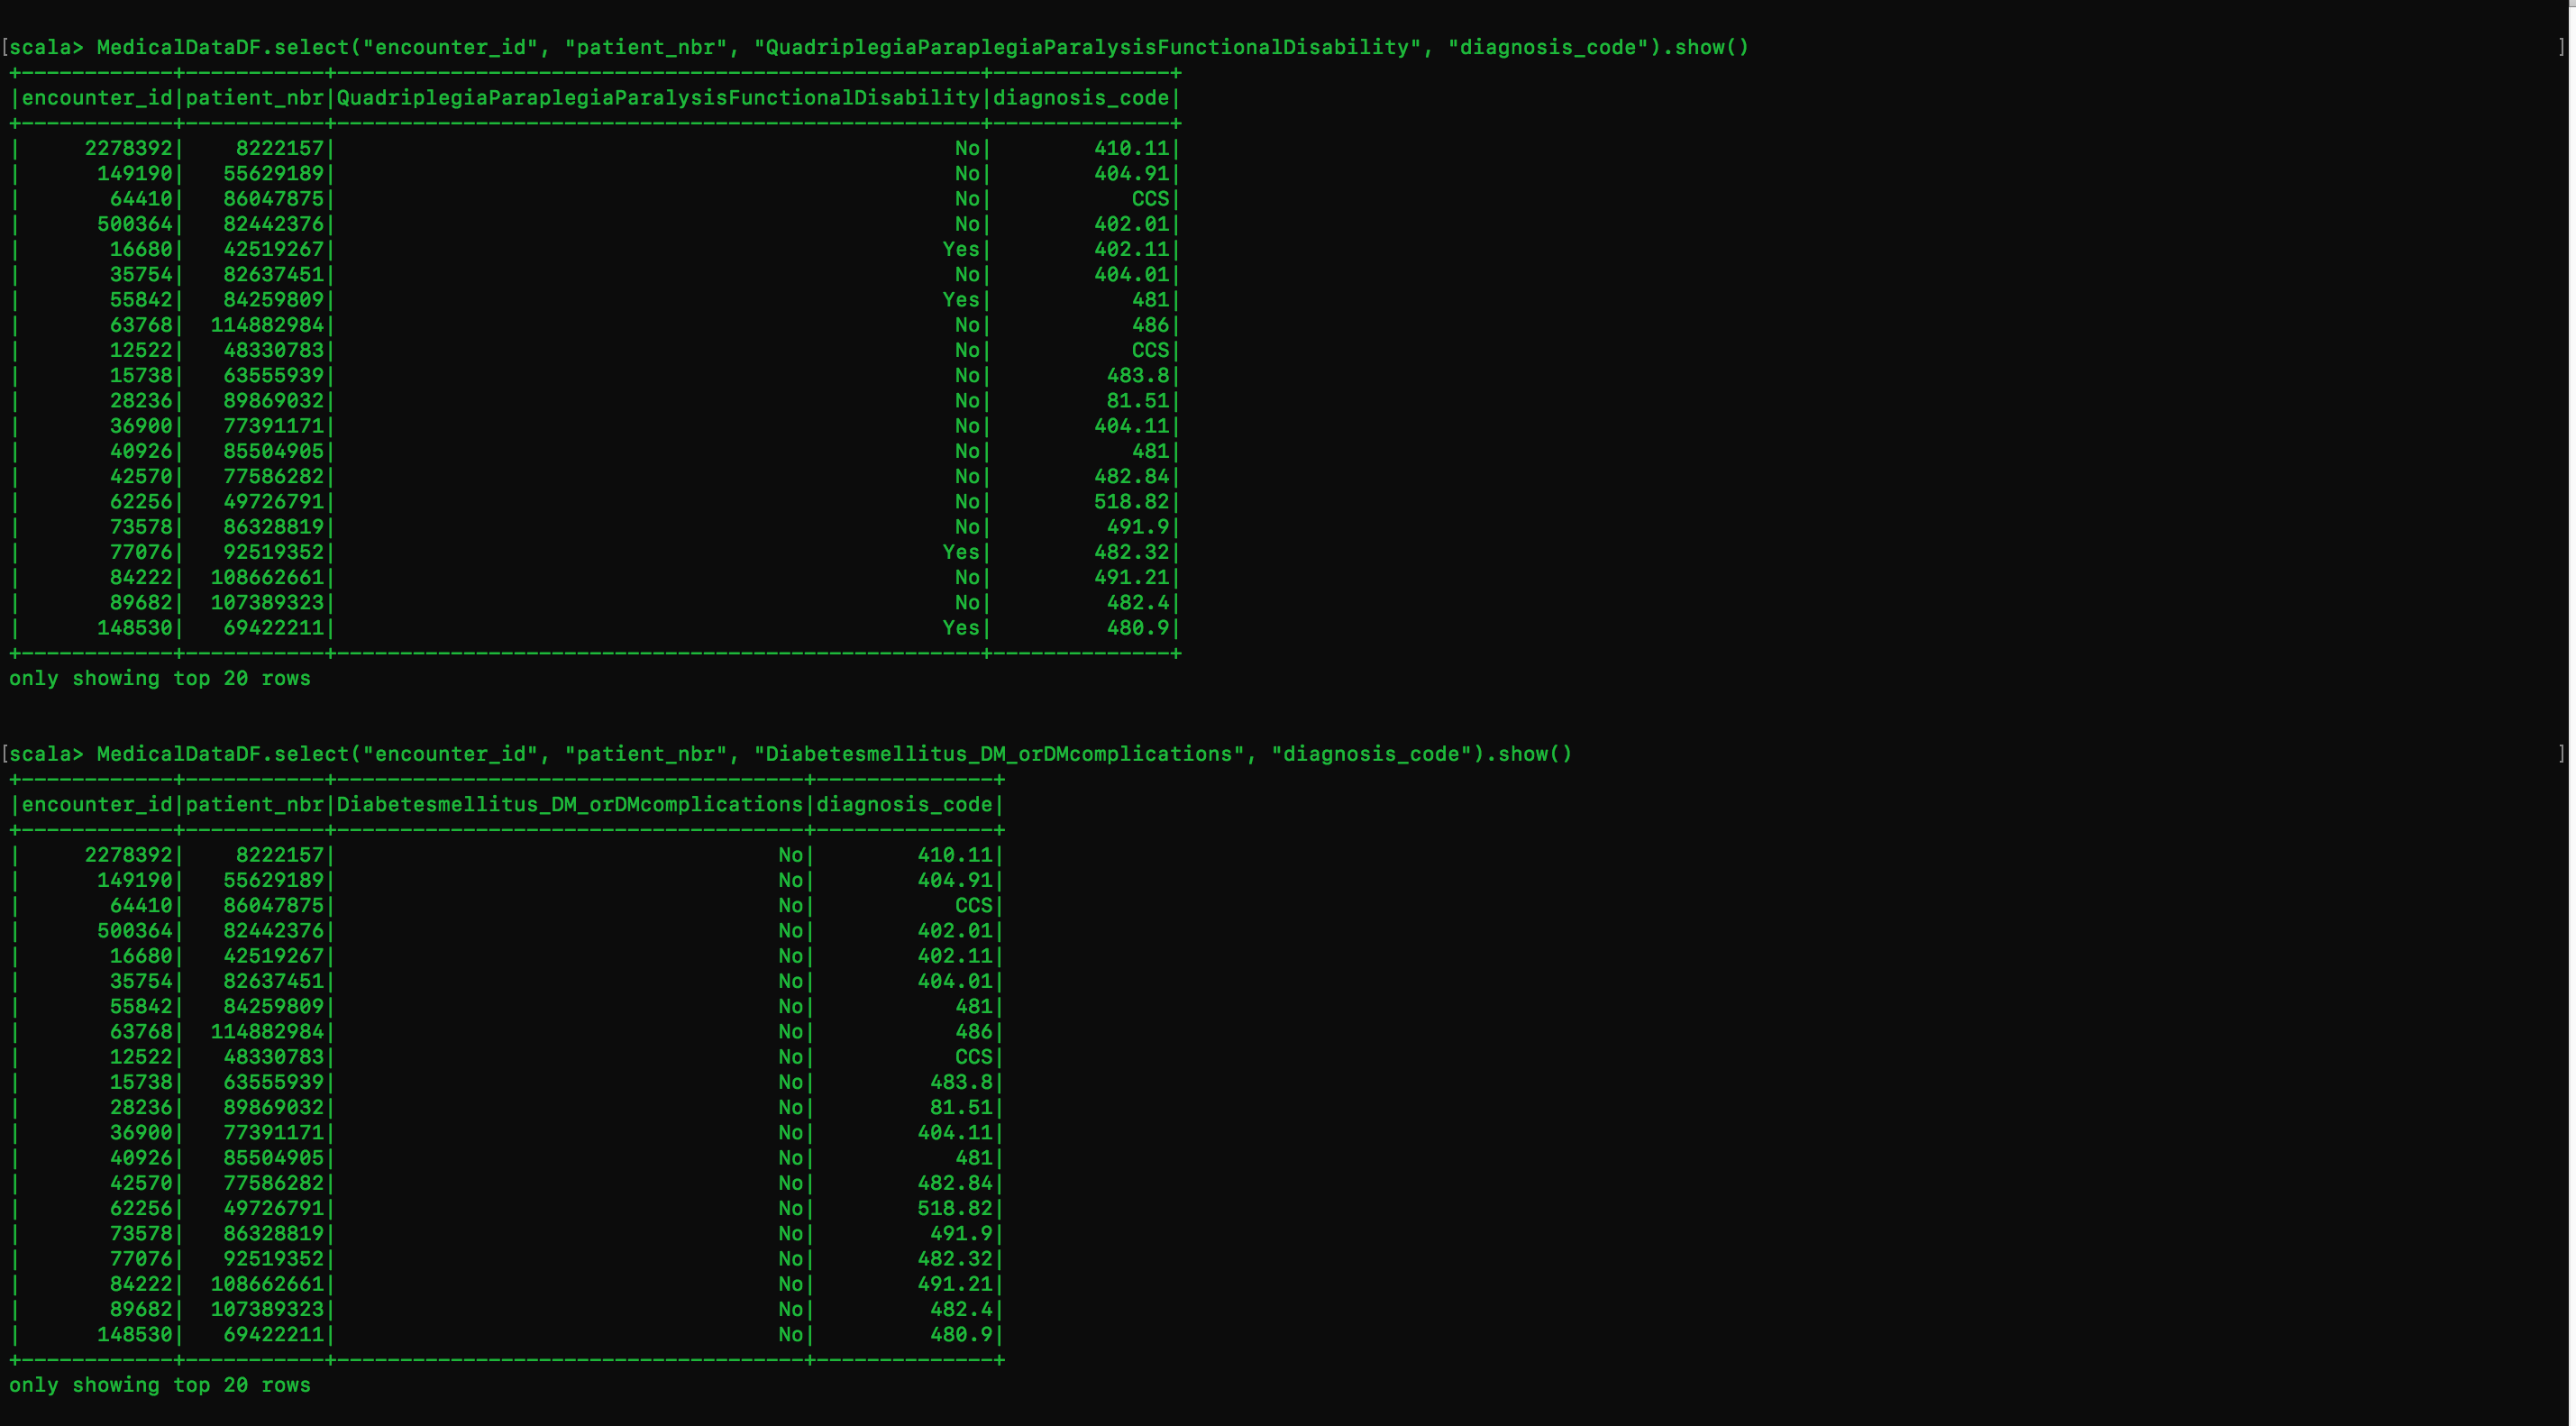 [scala> MedicalDataDF.select("encounter_id", "patient_nbr", "QuadriplegiaParaplegiaParalysisFunctionalDisability", "diagnosis_code").show() ]
+------------+-----------+---------------------------------------------------+--------------+
|encounter_id|patient_nbr|QuadriplegiaParaplegiaParalysisFunctionalDisability|diagnosis_code|
+------------+-----------+---------------------------------------------------+--------------+
|     2278392|    8222157|                                                 No|        410.11|
|      149190|   55629189|                                                 No|        404.91|
|       64410|   86047875|                                                 No|           CCS|
|      500364|   82442376|                                                 No|        402.01|
|       16680|   42519267|                                                Yes|        402.11|
|       35754|   82637451|                                                 No|        404.01|
|       55842|   84259809|                                                Yes|           481|
|       63768|  114882984|                                                 No|           486|
|       12522|   48330783|                                                 No|           CCS|
|       15738|   63555939|                                                 No|         483.8|
|       28236|   89869032|                                                 No|         81.51|
|       36900|   77391171|                                                 No|        404.11|
|       40926|   85504905|                                                 No|           481|
|       42570|   77586282|                                                 No|        482.84|
|       62256|   49726791|                                                 No|        518.82|
|       73578|   86328819|                                                 No|         491.9|
|       77076|   92519352|                                                Yes|        482.32|
|       84222|  108662661|                                                 No|        491.21|
|       89682|  107389323|                                                 No|         482.4|
|      148530|   69422211|                                                Yes|         480.9|
+------------+-----------+---------------------------------------------------+--------------+
only showing top 20 rows
[scala> MedicalDataDF.select("encounter_id", "patient_nbr", "Diabetesmellitus_DM_orDMcomplications", "diagnosis_code").show() ]
+------------+-----------+-------------------------------------+--------------+
|encounter_id|patient_nbr|Diabetesmellitus_DM_orDMcomplications|diagnosis_code|
+------------+-----------+-------------------------------------+--------------+
|     2278392|    8222157|                                   No|        410.11|
|      149190|   55629189|                                   No|        404.91|
|       64410|   86047875|                                   No|           CCS|
|      500364|   82442376|                                   No|        402.01|
|       16680|   42519267|                                   No|        402.11|
|       35754|   82637451|                                   No|        404.01|
|       55842|   84259809|                                   No|           481|
|       63768|  114882984|                                   No|           486|
|       12522|   48330783|                                   No|           CCS|
|       15738|   63555939|                                   No|         483.8|
|       28236|   89869032|                                   No|         81.51|
|       36900|   77391171|                                   No|        404.11|
|       40926|   85504905|                                   No|           481|
|       42570|   77586282|                                   No|        482.84|
|       62256|   49726791|                                   No|        518.82|
|       73578|   86328819|                                   No|         491.9|
|       77076|   92519352|                                   No|        482.32|
|       84222|  108662661|                                   No|        491.21|
|       89682|  107389323|                                   No|         482.4|
|      148530|   69422211|                                   No|         480.9|
+------------+-----------+-------------------------------------+--------------+
only showing top 20 rows